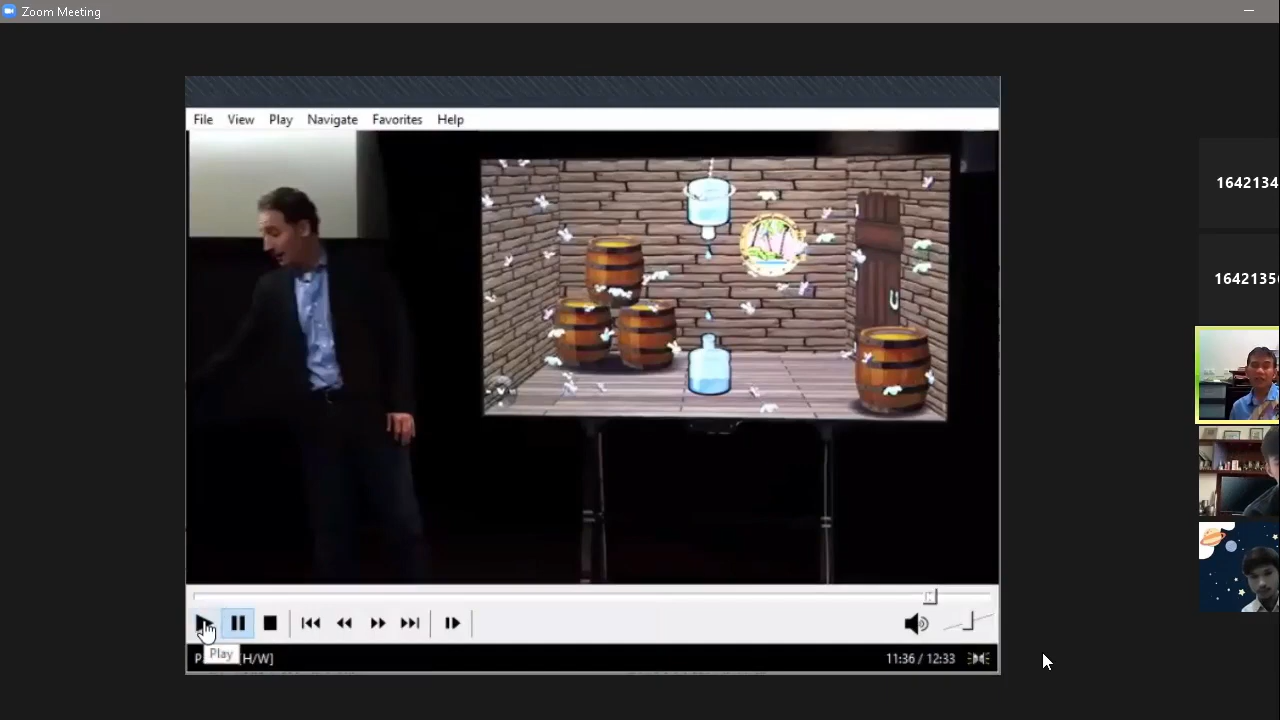 Zoom Meeting
File View Play Navigate Favorites Help
1642134
1642135
Play
[H/W]
11:36 / 12:33